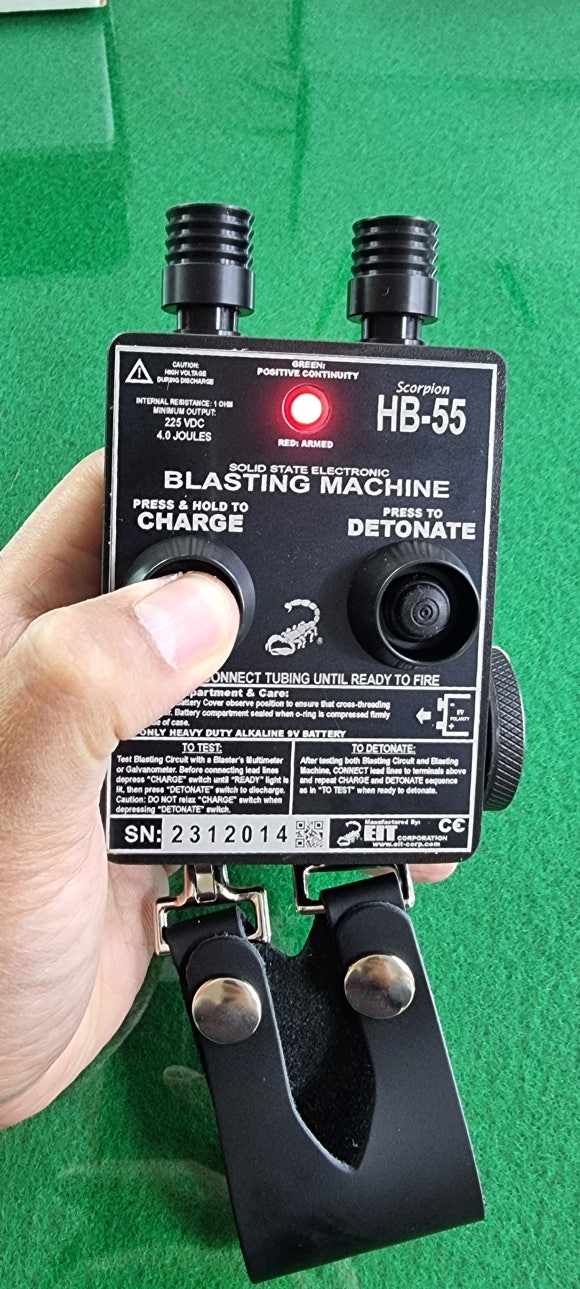 CAUTION:
HIGH VOLTAGE
DURING DISCHARGE
GREEN:
POSITIVE CONTINUITY
INTERNAL RESISTANCE: 1 OHM
MINIMUM OUTPUT:
225 VDC
4.0 JOULES
RED: ARMED
Scorpion
HB-55
SOLID STATE ELECTRONIC
BLASTING MACHINE
PRESS & HOLD TO
CHARGE
PRESS TO
DETONATE
®
CONNECT TUBING UNTIL READY TO FIRE
& Care:
Cover observe position to ensure that cross-threading
Battery compartment sealed when o-ring is compressed firmly
of case.
ONLY HEAVY DUTY ALKALINE 9V BATTERY
9V
POLARITY
TO TEST:
Test Blasting Circuit with a Blaster's Multimeter
or Galvanometer. Before connecting lead lines
depress "CHARGE" switch until "READY" light is
lit, then press "DETONATE" switch to discharge.
Caution: DO NOT relax "CHARGE" switch when
depressing "DETONATE" switch.
TO DETONATE:
After testing both Blasting Circuit and Blasting
Machine, CONNECT lead lines to terminals above
and repeat CHARGE and DETONATE sequence
as in "TO TEST" when ready to detonate.
SN: 2312014
Manufactured By:
EIT CORPORATION
www.eit-corp.com
CE